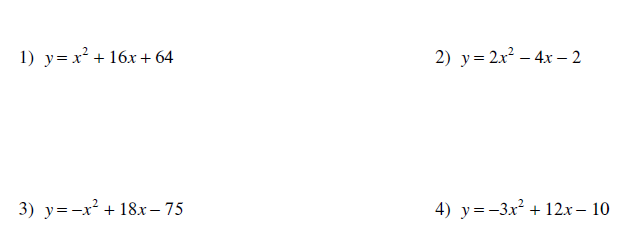 1) y = x² + 16x + 64
2) y = 2x² – 4x – 2
3) y = –x² + 18x – 75
4) y = –3x² + 12x – 10